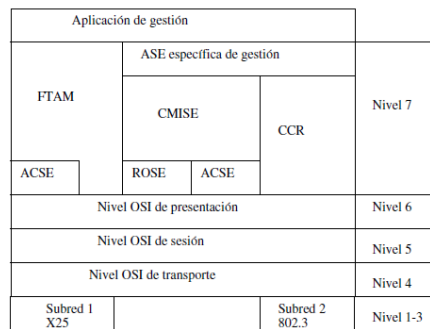 Aplicación de gestión
ASE específica de gestión
FTAM
CMISE
CCR
Nivel 7
ACSE
ROSE
ACSE
Nivel OSI de presentación
Nivel 6
Nivel OSI de sesión
Nivel 5
Nivel OSI de transporte
Nivel 4
Subred 1
X25
Subred 2
802.3
Nivel 1-3